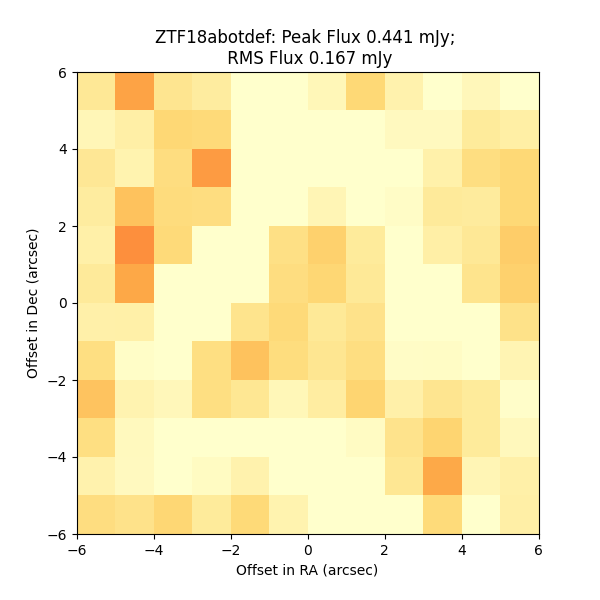 ZTF18abotdef: Peak Flux 0.441 mJy;
RMS Flux 0.167 mJy
6
4
2
0
−2
−4
−6
Offset in Dec (arcsec)
−6 −4 −2 0 2 4 6
Offset in RA (arcsec)